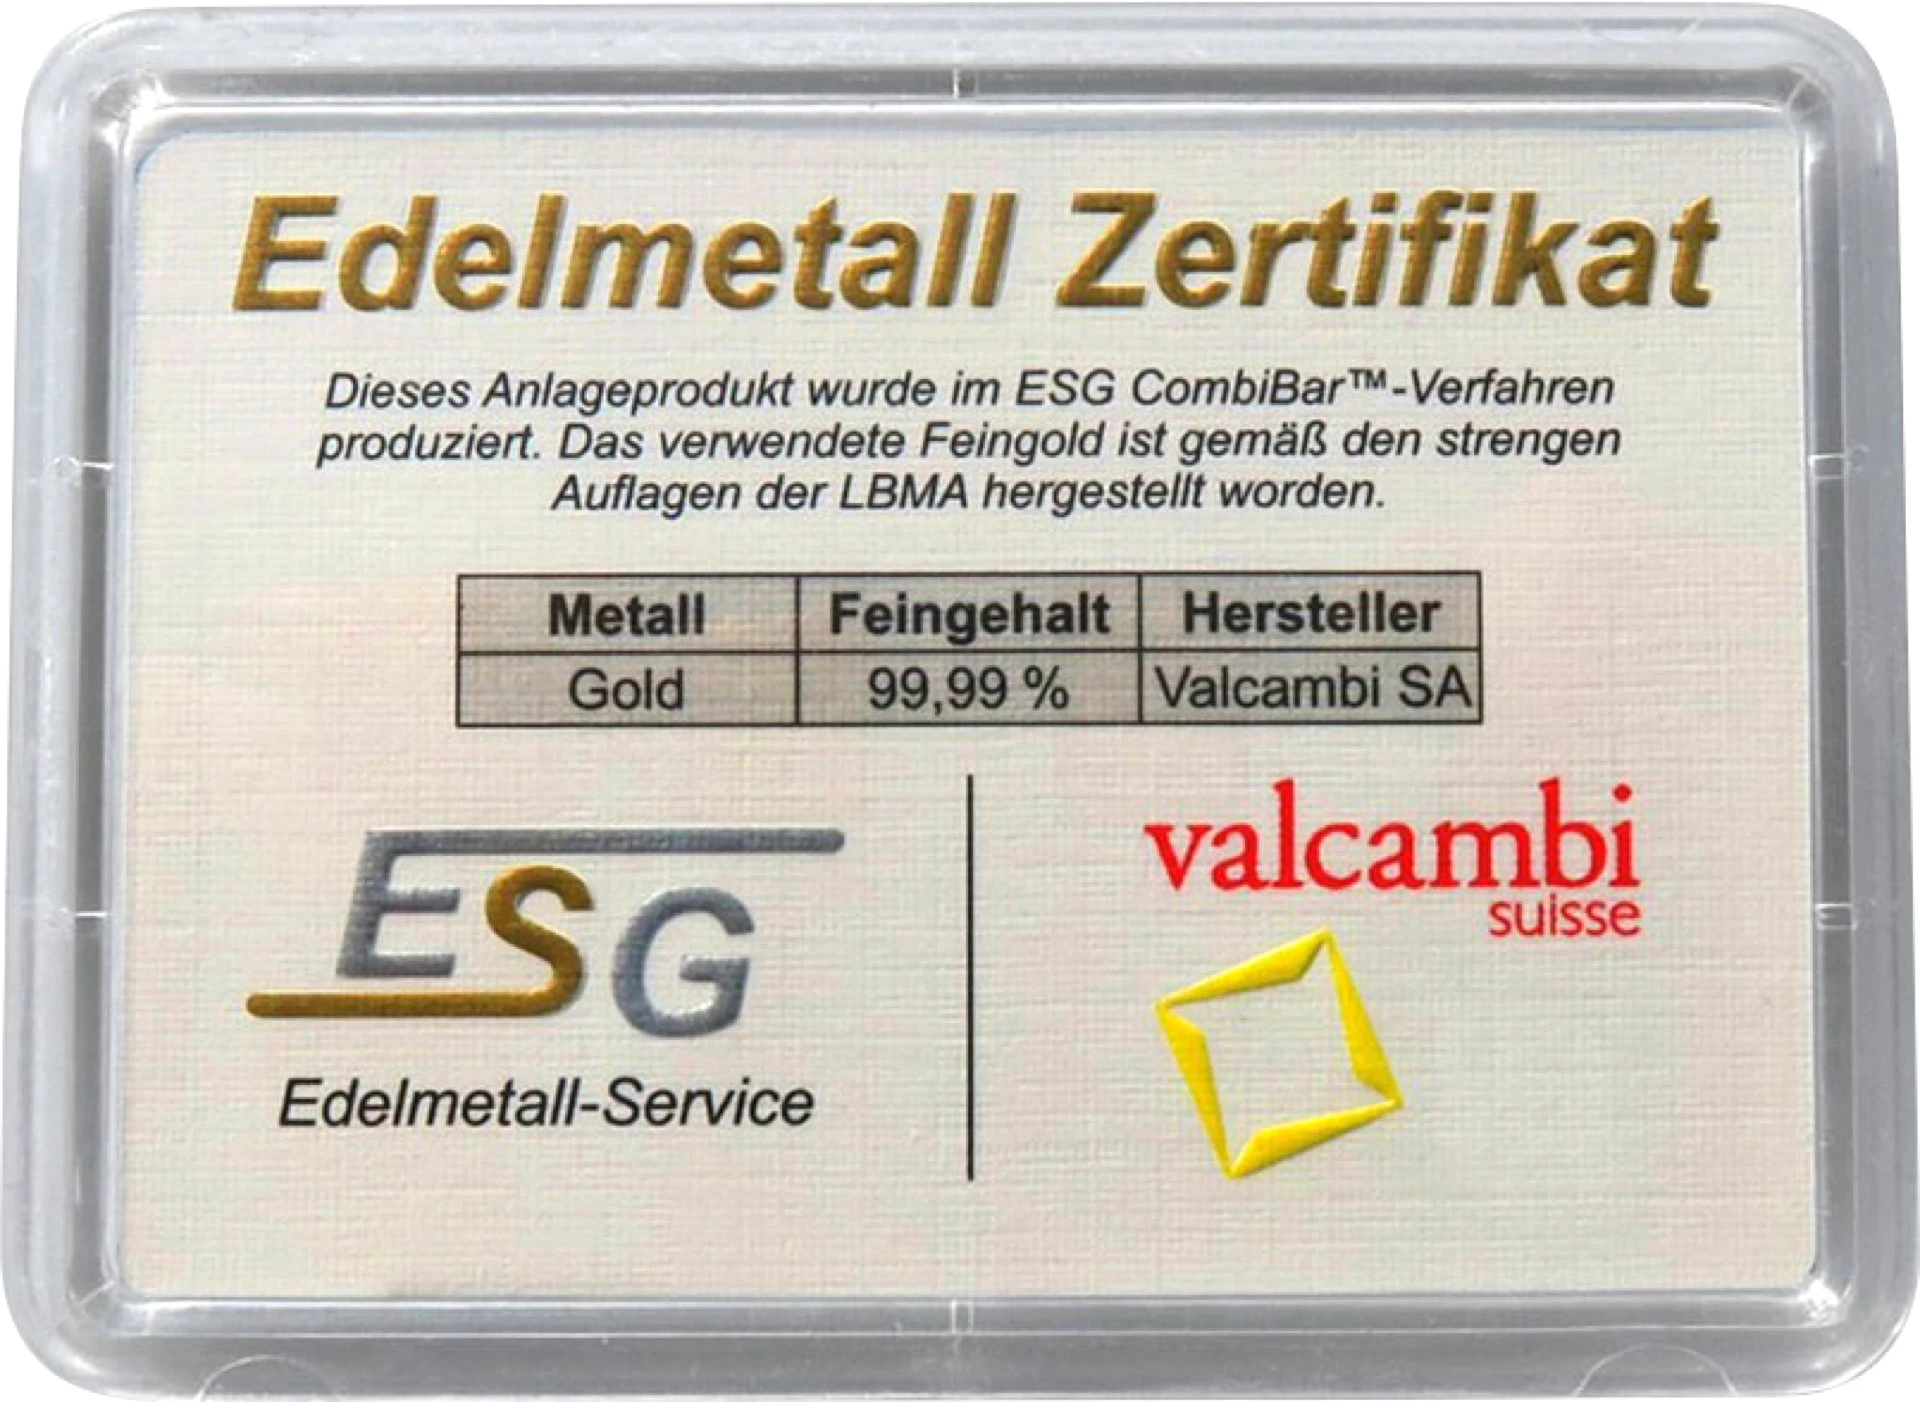 Edelmetall Zertifikat
Dieses Anlageprodukt wurde im ESG CombiBar™-Verfahren
produziert. Das verwendete Feingold ist gemäß den strengen
Auflagen der LBMA hergestellt worden.
Metall Feingehalt Hersteller
Gold 99,99 % Valcambi SA
ESG
Edelmetall-Service
valcambi
suisse